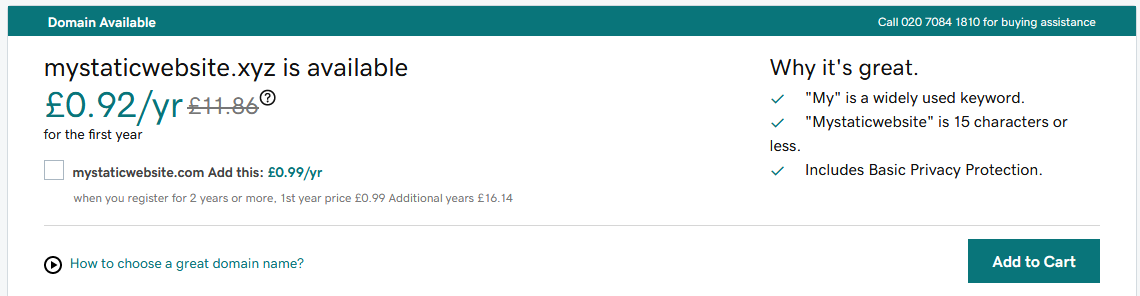 Domain Available
Call 020 7084 1810 for buying assistance
mystaticwebsite.xyz is available
£0.92/yr £11.86
for the first year
mystaticwebsite.com Add this: £0.99/yr
when you register for 2 years or more, 1st year price £0.99 Additional years £16.14
How to choose a great domain name?
Why it's great.
"My" is a widely used keyword.
"Mystaticwebsite" is 15 characters or
less.
Includes Basic Privacy Protection.
Add to Cart